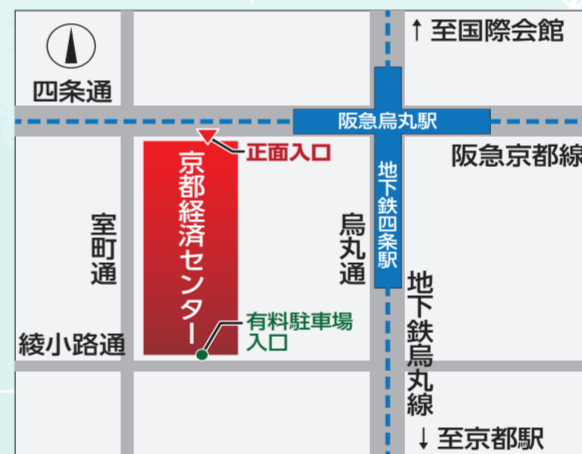 ↑至国際会館
四条通
阪急烏丸駅
正面入口
阪急京都線
京都経済センター
地下鉄四条駅
室町通
烏丸通
地下鉄烏丸線
有料駐車場
入口
綾小路通
↓至京都駅